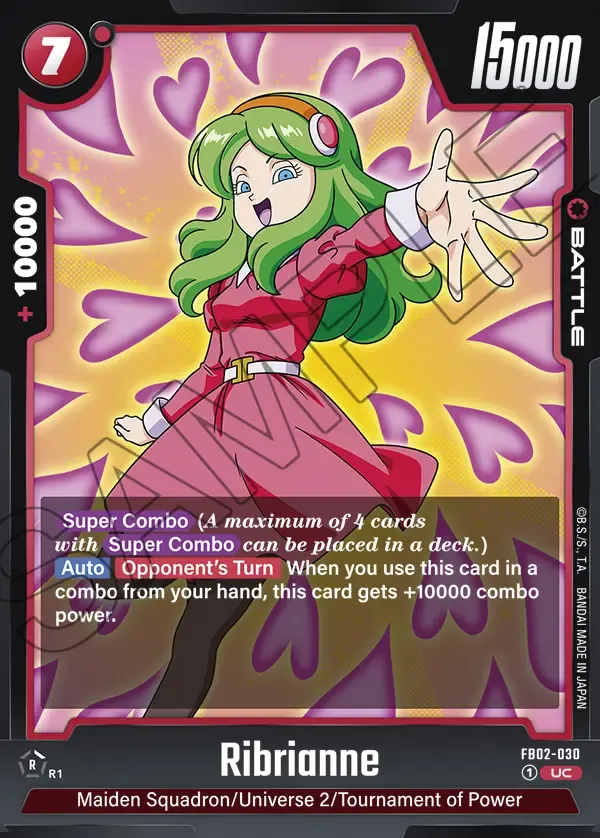 7
15000
+ 10000
BATTLE
SAMPLE
Super Combo (A maximum of 4 cards
with Super Combo can be placed in a deck.)
Auto Opponent's Turn When you use this card in a
combo from your hand, this card gets +10000 combo
power.
©B.S./S., T.A. BANDAI MADE IN JAPAN
Ribrianne
FB02-030
R R1
1 UC
Maiden Squadron/Universe 2/Tournament of Power